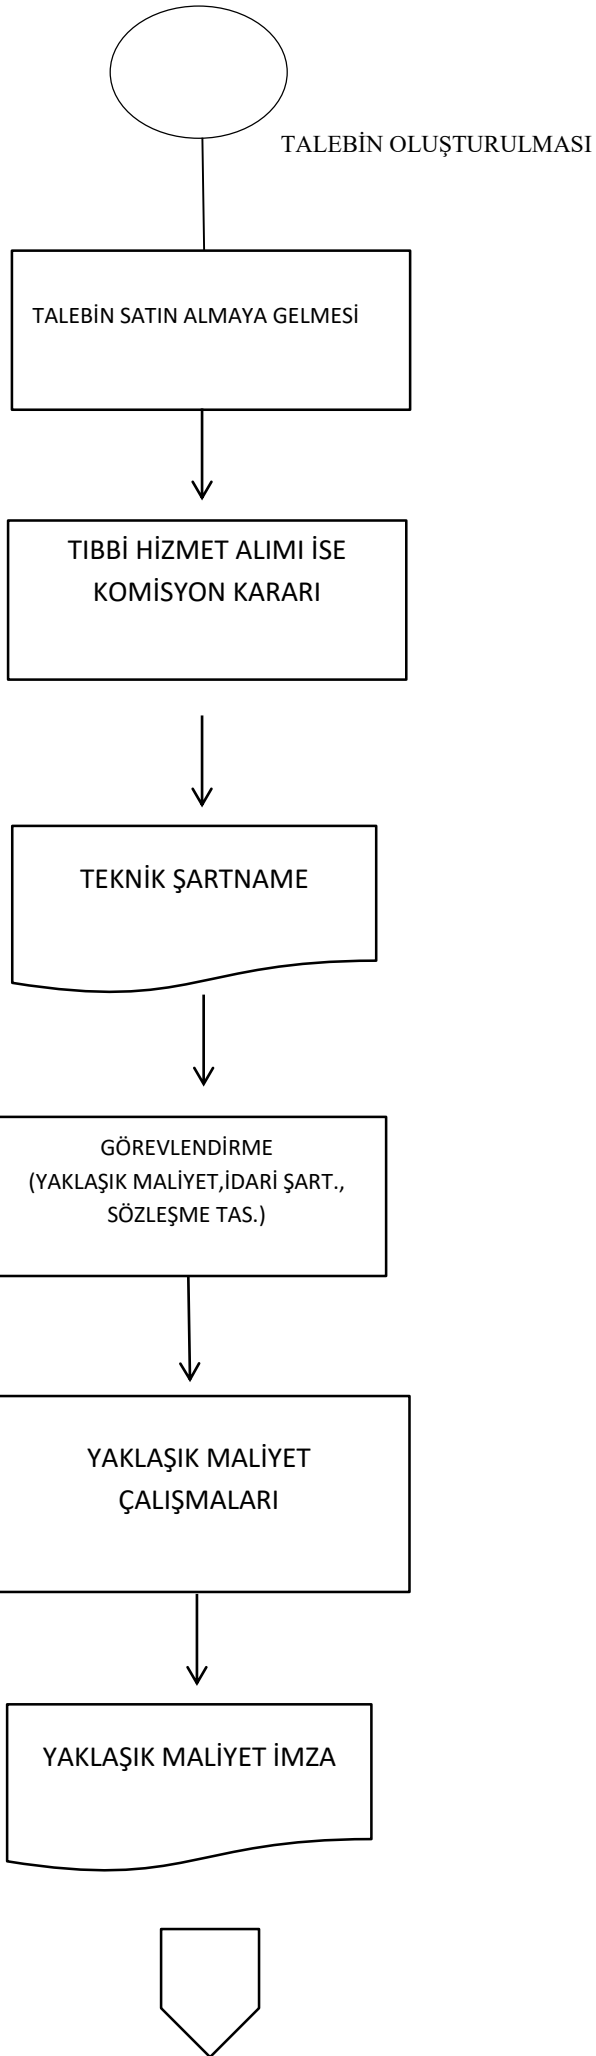 TALEBİN OLUŞTURULMASI
TALEBİN SATIN ALMAYA GELMESİ
TIBBİ HİZMET ALIMI İSE
KOMİSYON KARARI
TEKNİK ŞARTNAME
GÖREVLENDİRME
(YAKLAŞIK MALİYET,İDARİ ŞART.,
SÖZLEŞME TAS.)
YAKLAŞIK MALİYET
ÇALIŞMALARI
YAKLAŞIK MALİYET İMZA